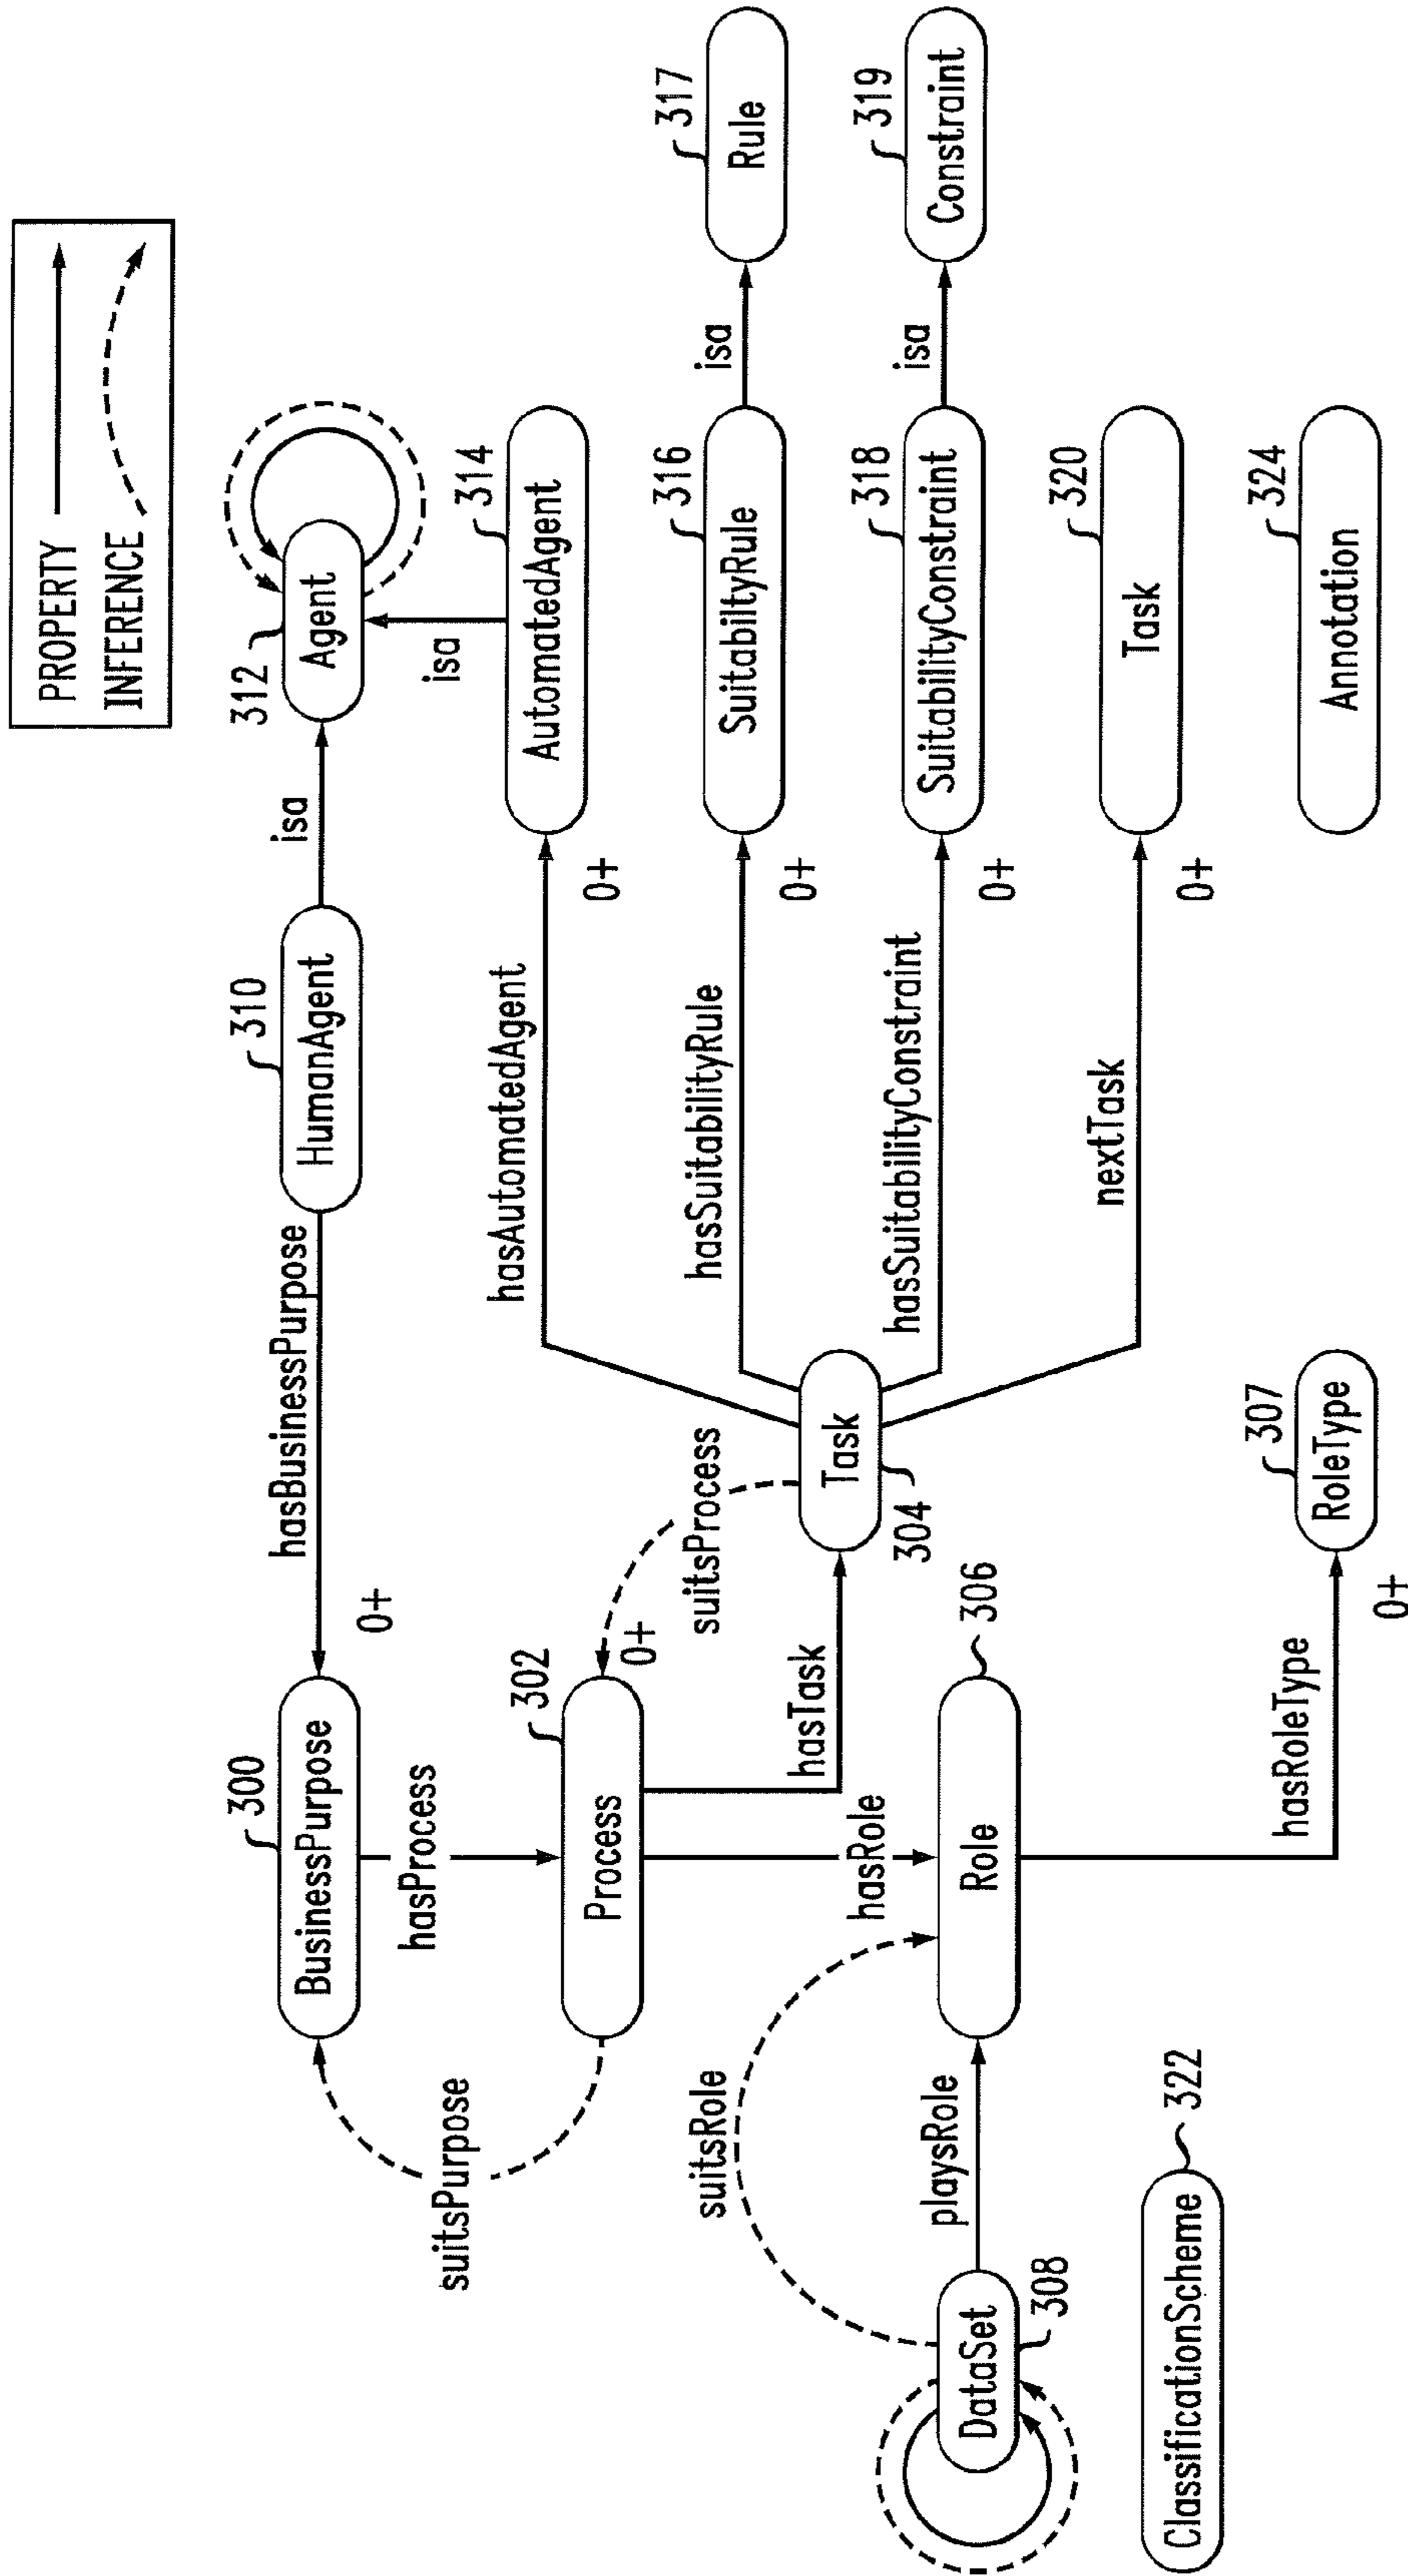 PROPERTY
INFERENCE
300
BusinessPurpose
0+
hasBusinessPurpose
310
HumanAgent
isa
312
Agent
suitsPurpose
hasProcess
isa
302
Process
0+
suitsProcess
hasAutomatedAgent
0+
314
AutomatedAgent
suitsRole
hasTask
hasRole
304
Task
hasSuitabilityRule
0+
316
SuitabiltyRule
isa
317
Rule
308
DataSet
playsRole
306
Role
hasSuitabilityConstraint
0+
318
SuitabilityConstraint
isa
319
Constraint
nextTask
0+
320
Task
322
ClassificationScheme
hasRoleType
0+
307
RoleType
324
Annotation